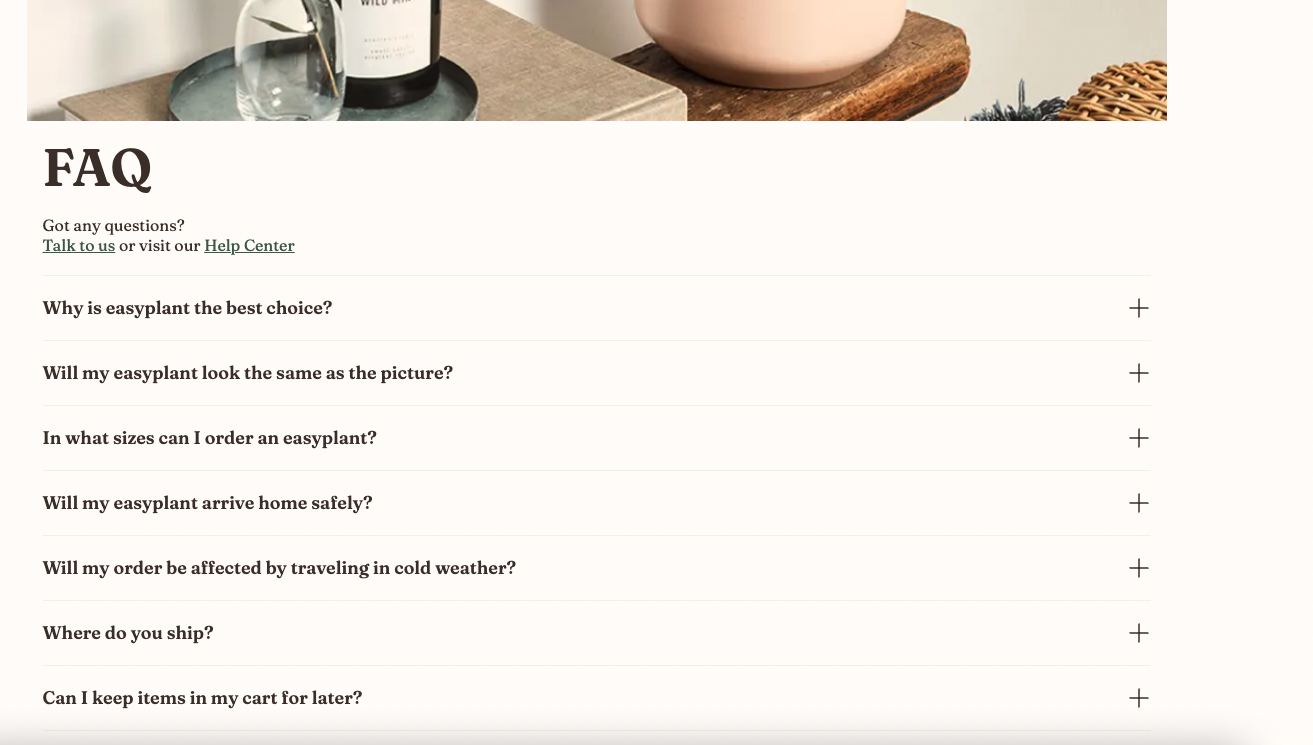 WILD MINT
FAQ
Got any questions?
Talk to us or visit our Help Center
Why is easyplant the best choice?
Will my easyplant look the same as the picture?
In what sizes can I order an easyplant?
Will my easyplant arrive home safely?
Will my order be affected by traveling in cold weather?
Where do you ship?
Can I keep items in my cart for later?